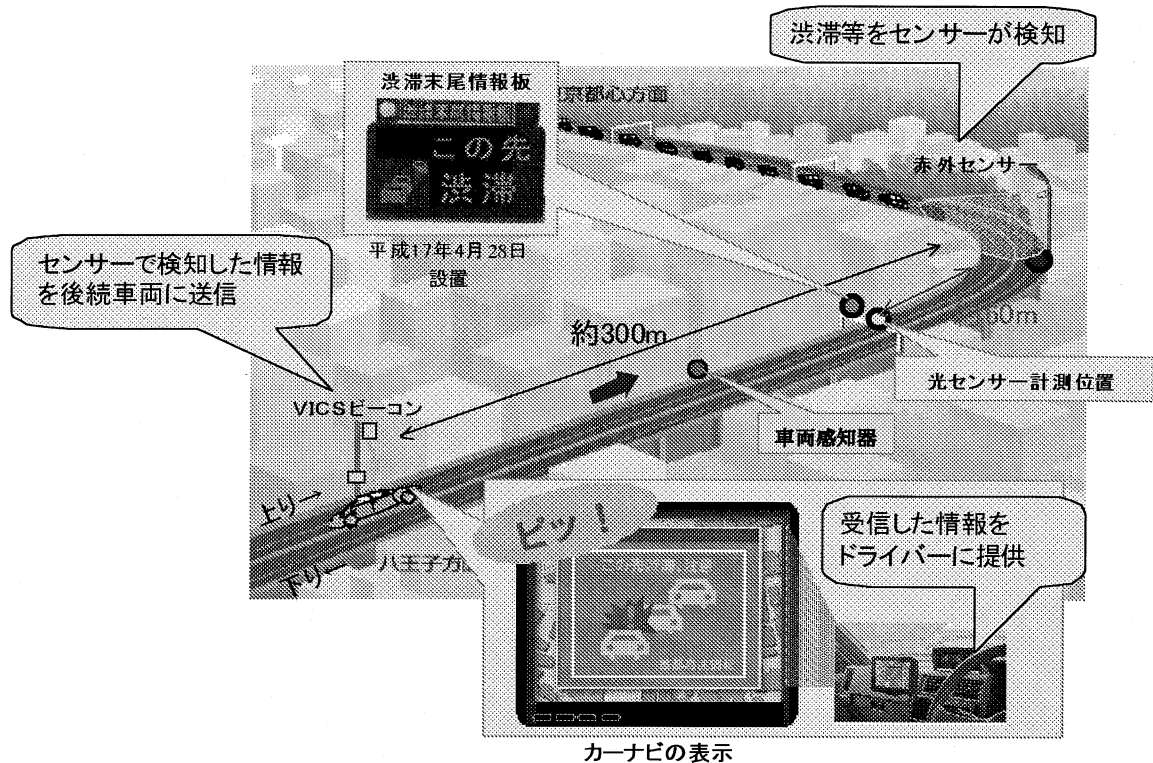 渋滞等をセンサーが検知
渋滞末尾情報板
京都心方面
この先
渋滞
赤外センサー
平成17年4月28日
設置
センサーで検知した情報
を後続車両に送信
約300m
60m
光センサー計測位置
VICSビーコン
車両感知器
上り→
ピッ!
受信した情報を
ドライバーに提供
下り
八王子方面
カーナビの表示